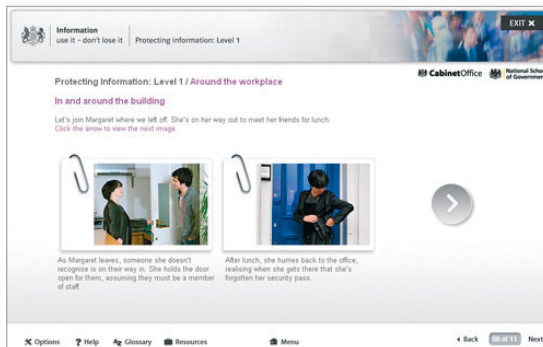 EXIT ✖
Information
use it – don't lose it
Protecting information: Level 1
CabinetOffice
National School
of Government
Protecting Information: Level 1 / Around the workplace
In and around the building
Let's join Margaret where we left off. She's on her way out to meet her friends for lunch.
Click the arrow to view the next image.
As Margaret leaves, someone she doesn't
recognise is on their way in. She holds the door
open for them, assuming they must be a member
of staff.
After lunch, she hurries back to the office,
realising when she gets there that she's
forgotten her security pass.
Options
? Help
Glossary
Resources
Menu
Back
08 of 11
Next